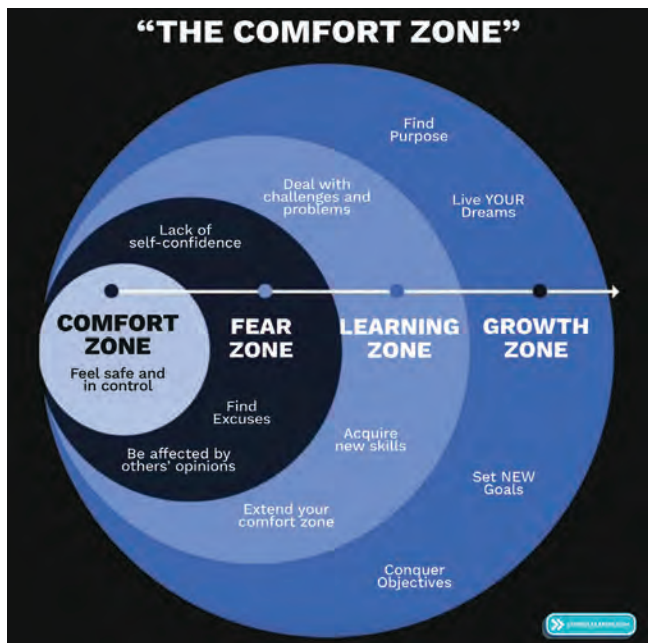 “THE COMFORT ZONE”
Find
Purpose
Deal with
challenges and
problems
Live YOUR
Dreams
Lack of
self-confidence
COMFORT
ZONE
Feel safe and
in control
FEAR
ZONE
LEARNING
ZONE
GROWTH
ZONE
Find
Excuses
Be affected by
others’ opinions
Acquire
new skills
Extend your
comfort zone
Set NEW
Goals
Conquer
Objectives